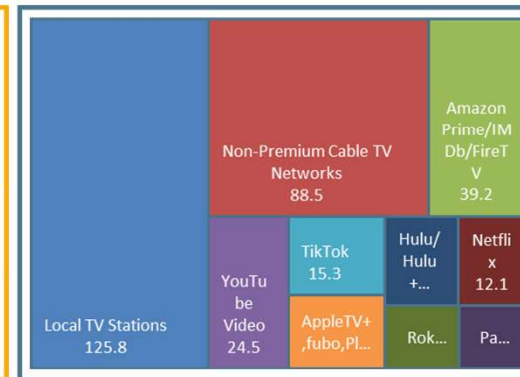 Local TV Stations
125.8
Non-Premium Cable TV
Networks
88.5
Amazon
Prime/IM
Db/FireT
V
39.2
YouTu
be
Video
24.5
TikTok
15.3
AppleTV+
,fubo,Pl...
Hulu/
Hulu
+...
Netfli
x
12.1
Rok...
Pa...